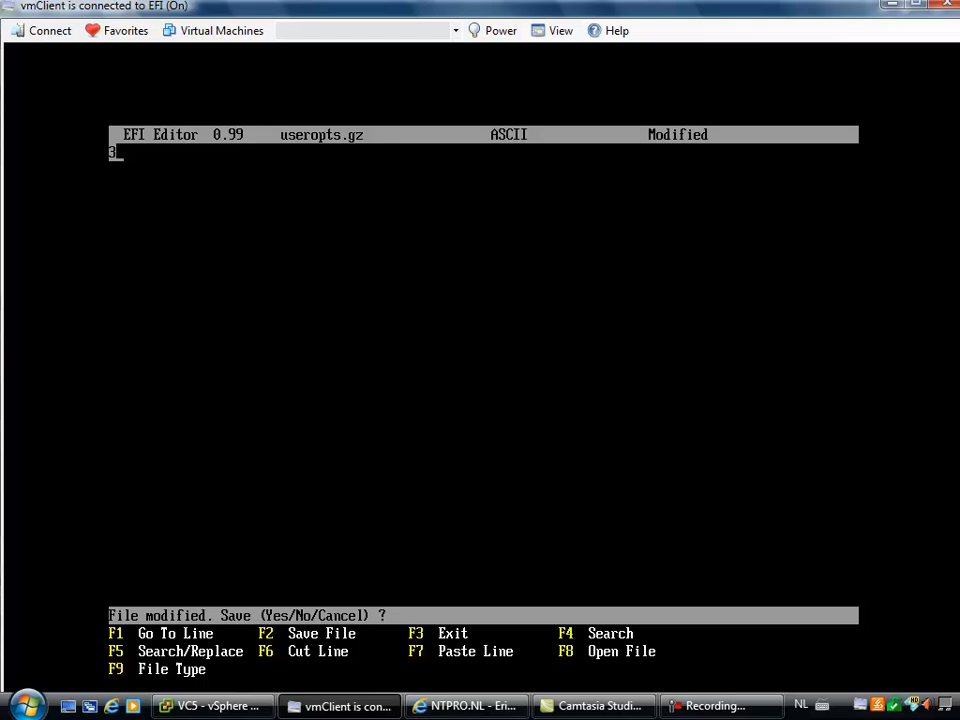 vmClient is connected to EFI (On)
Connect Favorites Virtual Machines Power View Help
EFI Editor 0.99 useropts.gz ASCII Modified
3_
File modified. Save (Yes/No/Cancel) ?
F1 Go To Line F2 Save File F3 Exit F4 Search
F5 Search/Replace F6 Cut Line F7 Paste Line F8 Open File
F9 File Type
VC5 - vSphere ... vmClient is con... NTPRO.NL - Eri... Camtasia Studi... Recording... NL